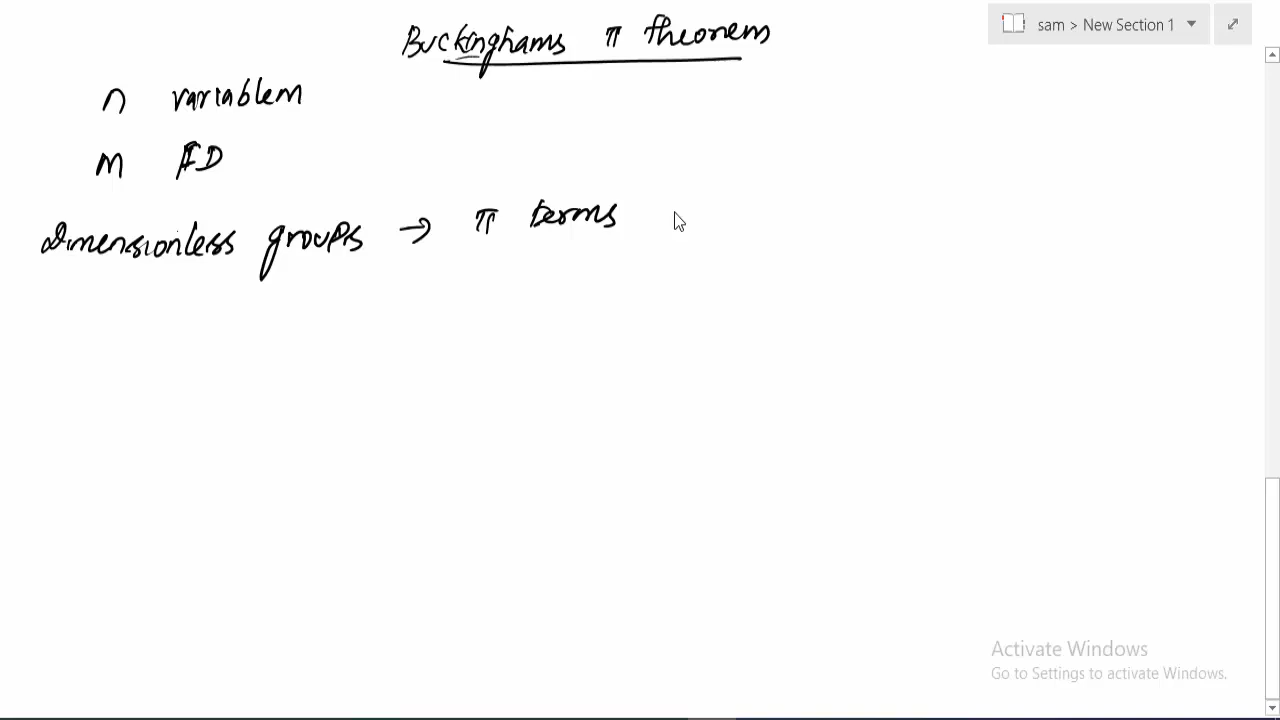 Buckinghams π theorem
sam > New Section 1
n variablem
m FD
dimensionless groups → π terms
Activate Windows
Go to Settings to activate Windows.